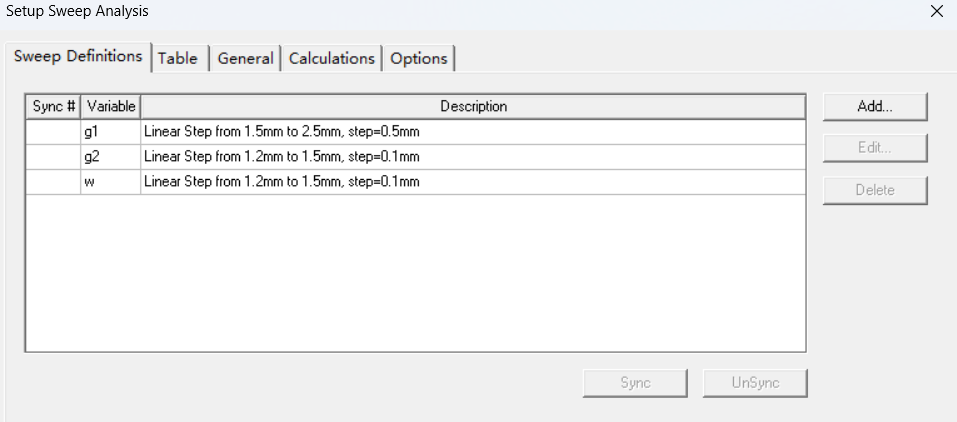 Setup Sweep Analysis
Sweep Definitions Table General Calculations Options
Sync # Variable Description
g1 Linear Step from 1.5mm to 2.5mm, step=0.5mm
g2 Linear Step from 1.2mm to 1.5mm, step=0.1mm
w Linear Step from 1.2mm to 1.5mm, step=0.1mm
Add...
Edit...
Delete
Sync UnSync